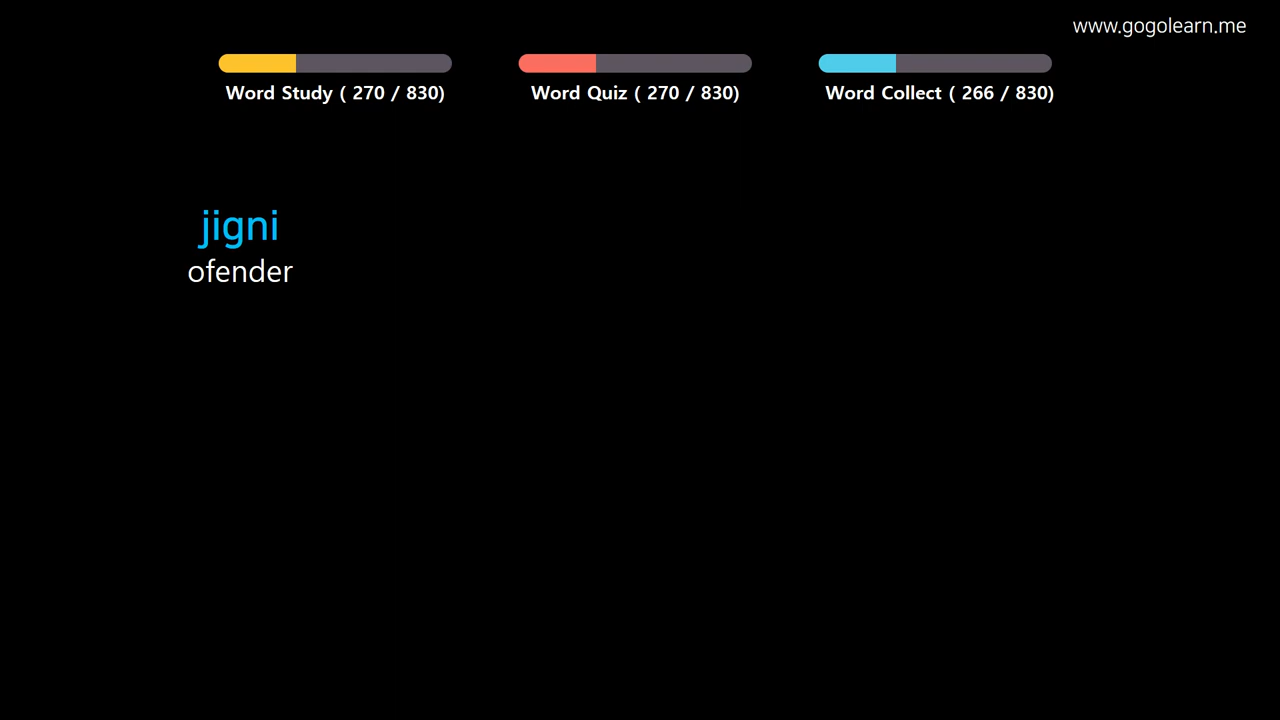 www.gogolearn.me
Word Study ( 270 / 830)
Word Quiz ( 270 / 830)
Word Collect ( 266 / 830)
jigni
ofender